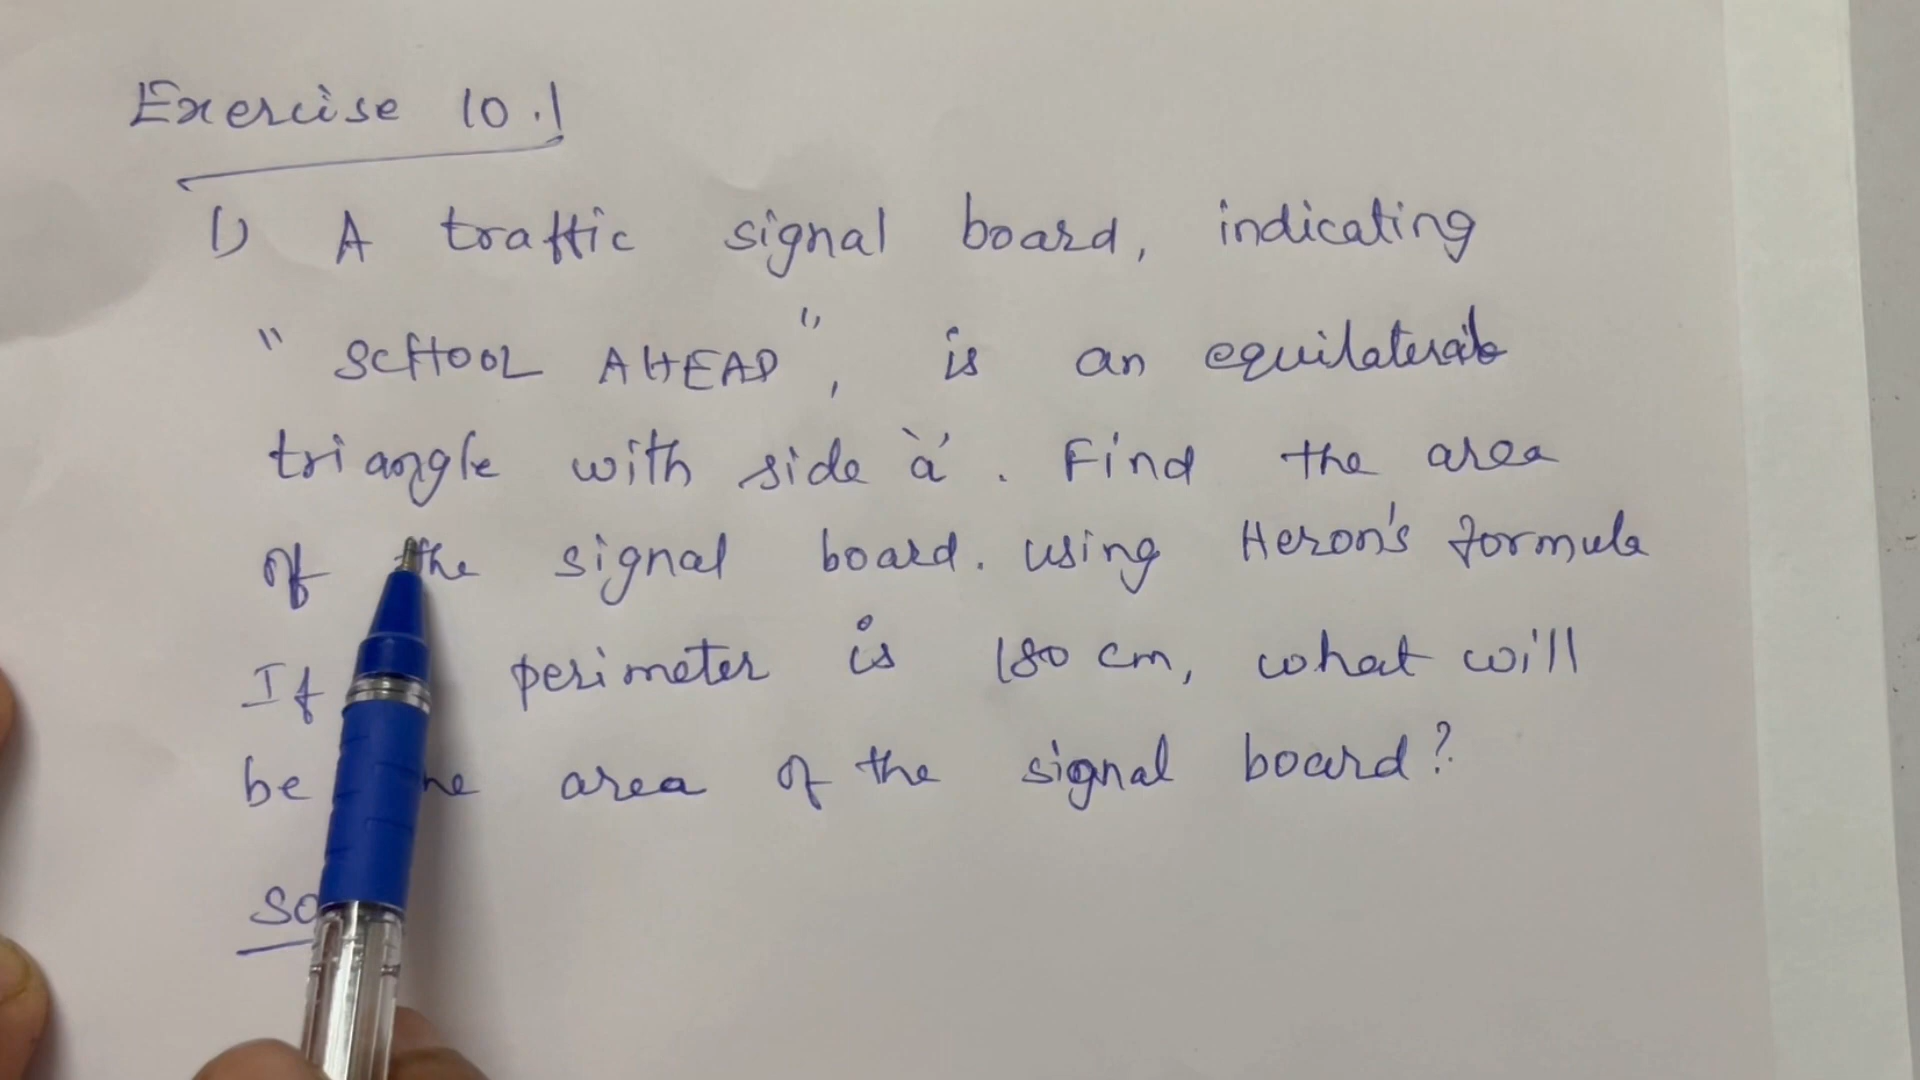 Exercise 10.1
1) A traffic signal board, indicating
"SCHOOL AHEAD", is an equilateral
triangle with side 'a'. Find the area
of the signal board. using Heron's formula
If perimeter is 180 cm, what will
be area of the signal board?